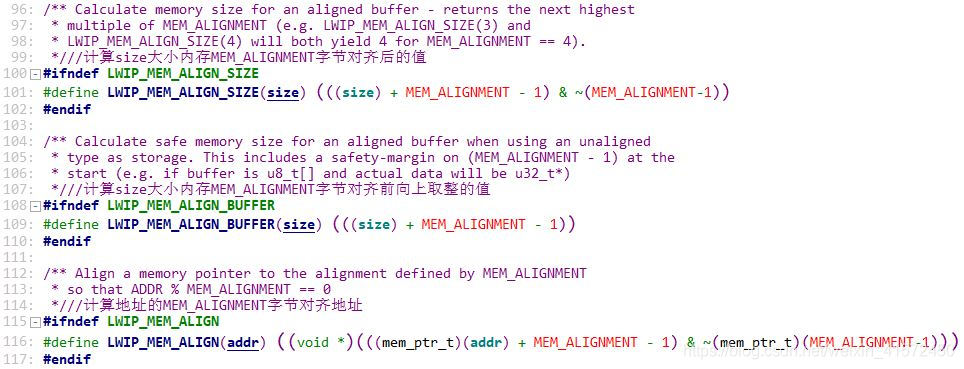 96: /** Calculate memory size for an aligned buffer - returns the next highest
97:  * multiple of MEM_ALIGNMENT (e.g. LWIP_MEM_ALIGN_SIZE(3) and
98:  * LWIP_MEM_ALIGN_SIZE(4) will both yield 4 for MEM_ALIGNMENT == 4).
99:  *///计算size大小内存MEM_ALIGNMENT字节对齐后的值
100: #ifndef LWIP_MEM_ALIGN_SIZE
101: #define LWIP_MEM_ALIGN_SIZE(size) (((size) + MEM_ALIGNMENT - 1) & ~(MEM_ALIGNMENT-1))
102: #endif
103:
104: /** Calculate safe memory size for an aligned buffer when using an unaligned
105:  * type as storage. This includes a safety-margin on (MEM_ALIGNMENT - 1) at the
106:  * start (e.g. if buffer is u8_t[] and actual data will be u32_t*)
107:  *///计算size大小内存MEM_ALIGNMENT字节对齐前向上取整的值
108: #ifndef LWIP_MEM_ALIGN_BUFFER
109: #define LWIP_MEM_ALIGN_BUFFER(size) (((size) + MEM_ALIGNMENT - 1))
110: #endif
111:
112: /** Align a memory pointer to the alignment defined by MEM_ALIGNMENT
113:  * so that ADDR % MEM_ALIGNMENT == 0
114:  *///计算地址的MEM_ALIGNMENT字节对齐地址
115: #ifndef LWIP_MEM_ALIGN
116: #define LWIP_MEM_ALIGN(addr) ((void *)(((mem_ptr_t)(addr) + MEM_ALIGNMENT - 1) & ~(mem_ptr_t)(MEM_ALIGNMENT-1)))
117: #endif